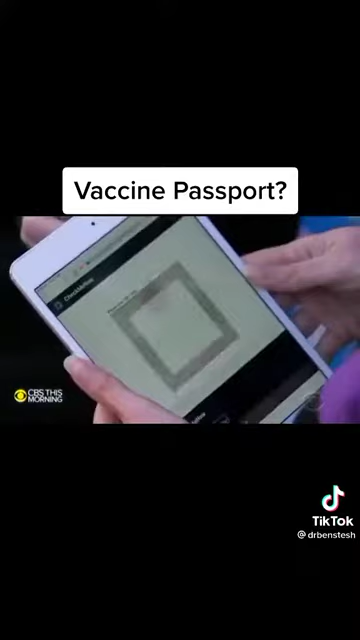 Vaccine Passport?
CBS THIS
MORNING
TikTok
@ drbenstesh